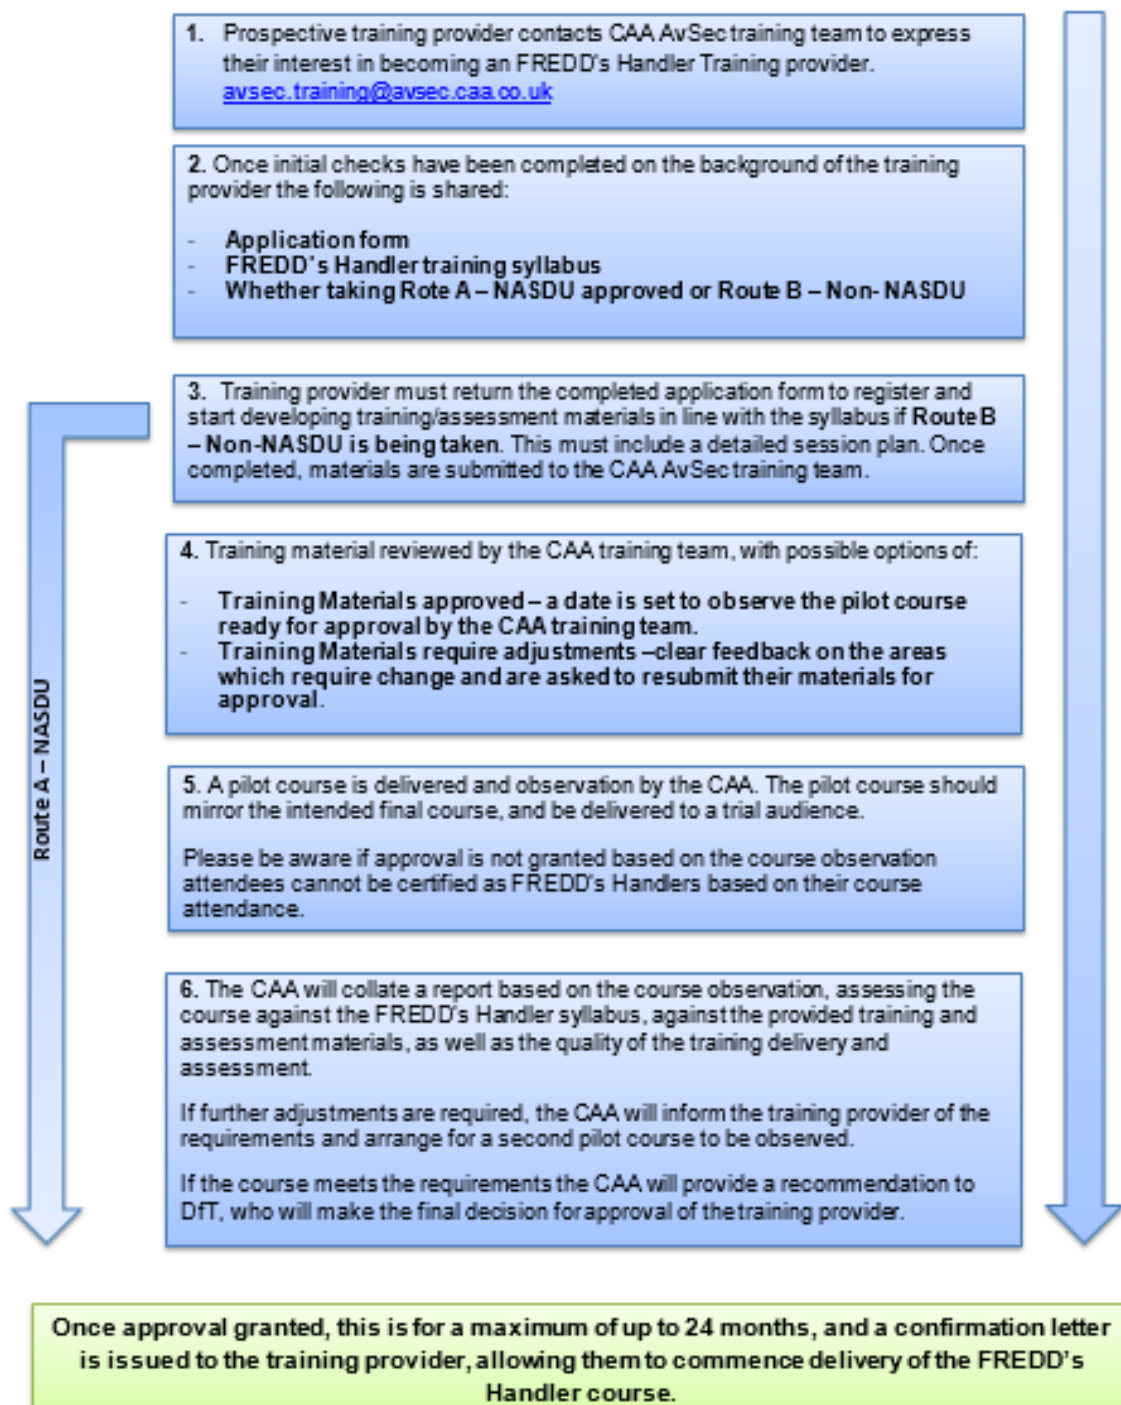 1. Prospective training provider contacts CAA AvSec training team to express
their interest in becoming an FREDD's Handler Training provider.
avsec.training@avsec.caa.co.uk
2. Once initial checks have been completed on the background of the training
provider the following is shared:
- Application form
- FREDD's Handler training syllabus
- Whether taking Rote A – NASDU approved or Route B – Non- NASDU
3. Training provider must return the completed application form to register and
start developing training/assessment materials in line with the syllabus if Route B
– Non-NASDU is being taken. This must include a detailed session plan. Once
completed, materials are submitted to the CAA AvSec training team.
Route A – NASDU
4. Training material reviewed by the CAA training team, with possible options of:
- Training Materials approved – a date is set to observe the pilot course
ready for approval by the CAA training team.
- Training Materials require adjustments –clear feedback on the areas
which require change and are asked to resubmit their materials for
approval.
5. A pilot course is delivered and observation by the CAA. The pilot course should
mirror the intended final course, and be delivered to a trial audience.
Please be aware if approval is not granted based on the course observation
attendees cannot be certified as FREDD's Handlers based on their course
attendance.
6. The CAA will collate a report based on the course observation, assessing the
course against the FREDD's Handler syllabus, against the provided training and
assessment materials, as well as the quality of the training delivery and
assessment.
If further adjustments are required, the CAA will inform the training provider of the
requirements and arrange for a second pilot course to be observed.
If the course meets the requirements the CAA will provide a recommendation to
DfT, who will make the final decision for approval of the training provider.
Once approval granted, this is for a maximum of up to 24 months, and a confirmation letter
is issued to the training provider, allowing them to commence delivery of the FREDD's
Handler course.